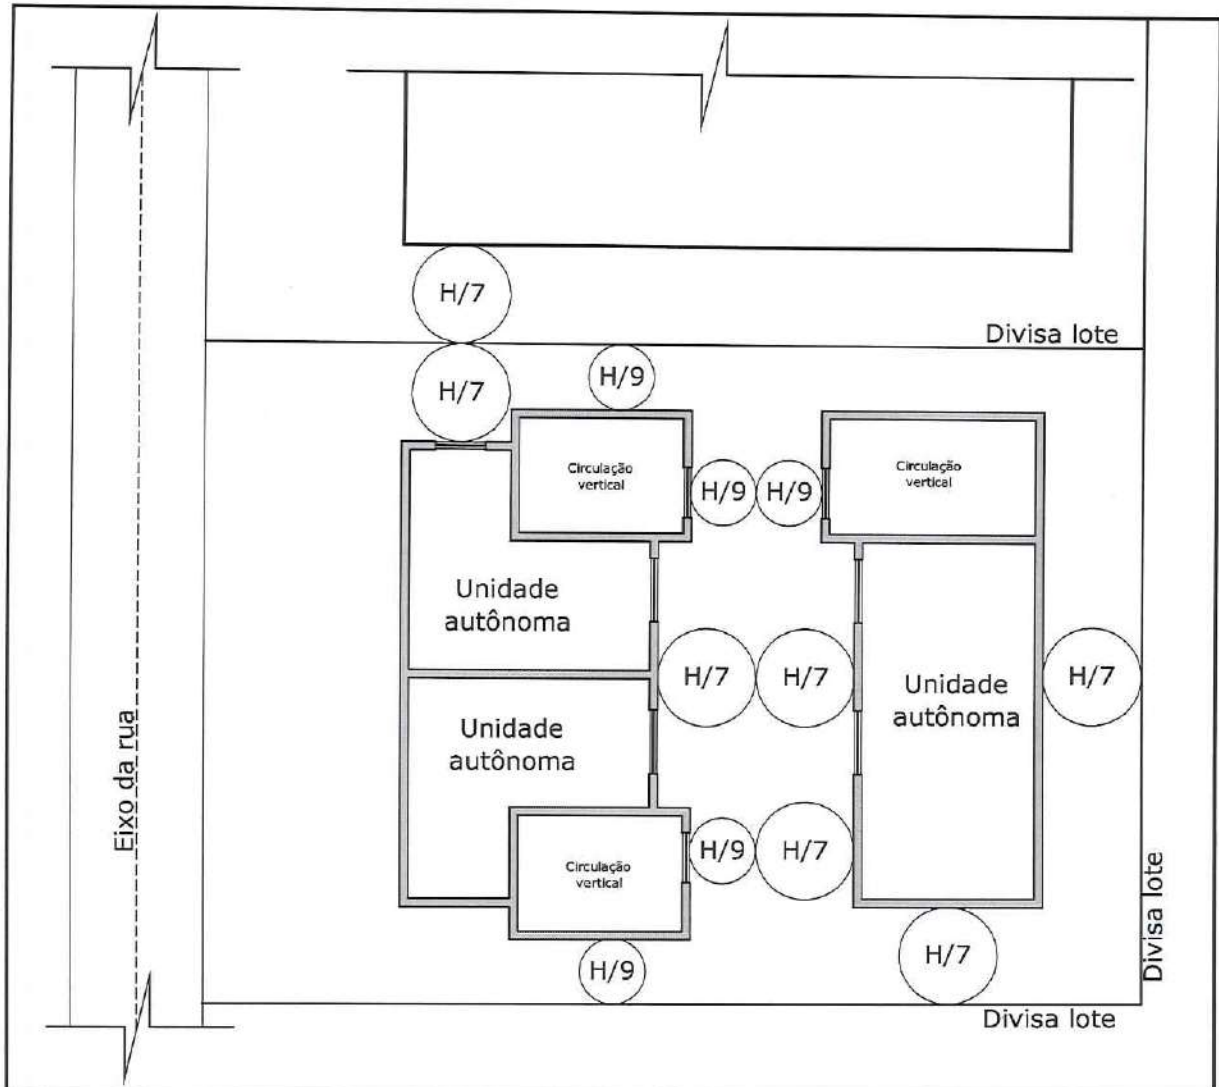 H/7
Divisa lote
H/7
H/9
Circulação
vertical
H/9
H/9
Circulação
vertical
Unidade
autônoma
H/7
H/7
Unidade
autônoma
H/7
Unidade
autônoma
Eixo da rua
H/9
H/7
Circulação
vertical
H/9
H/7
Divisa lote
Divisa lote